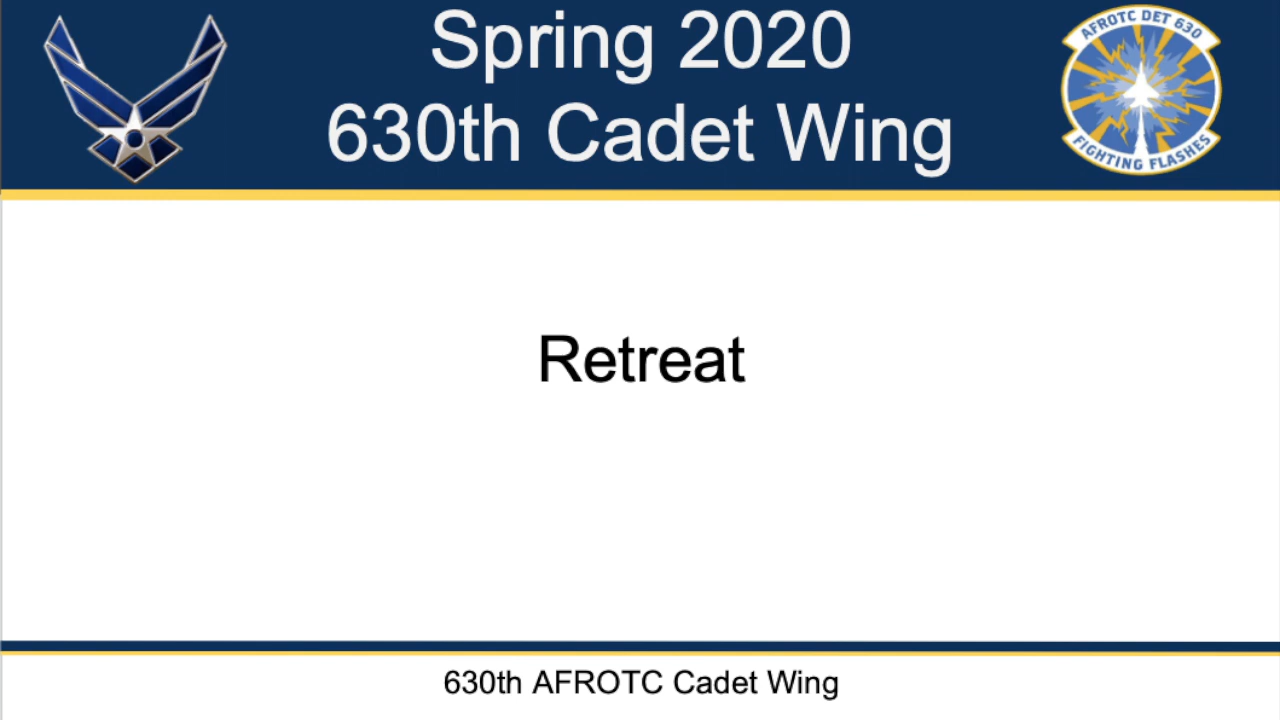 Spring 2020
630th Cadet Wing
AFROTC DET 630
FIGHTING FLASHES
Retreat
630th AFROTC Cadet Wing